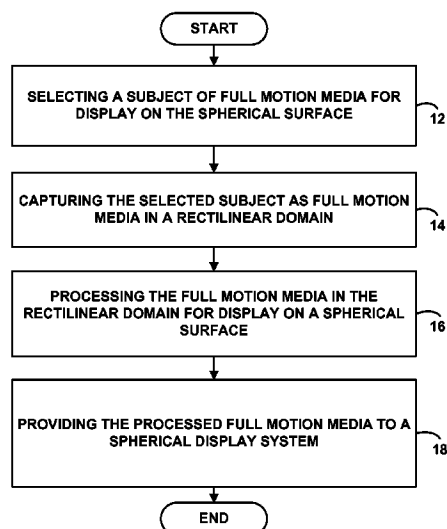 START
SELECTING A SUBJECT OF FULL MOTION MEDIA FOR
DISPLAY ON THE SPHERICAL SURFACE
12
CAPTURING THE SELECTED SUBJECT AS FULL MOTION
MEDIA IN A RECTILINEAR DOMAIN
14
PROCESSING THE FULL MOTION MEDIA IN THE
RECTILINEAR DOMAIN FOR DISPLAY ON A SPHERICAL
SURFACE
16
PROVIDING THE PROCESSED FULL MOTION MEDIA TO A
SPHERICAL DISPLAY SYSTEM
18
END